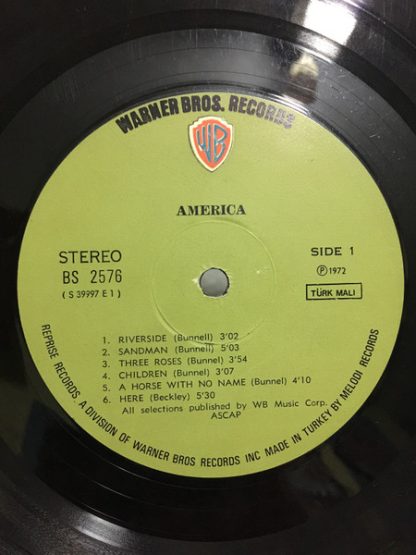 WARNER BROS. RECORDS
WB
AMERICA
STEREO
BS 2576
( S 39997 E 1 )
SIDE 1
Ⓟ 1972
TÜRK MALI
1. RIVERSIDE (Bunnell) 3'02
2. SANDMAN (Bunnell) 5'03
3. THREE ROSES (Bunnel) 3'54
4. CHILDREN (Bunnel) 3'07
5. A HORSE WITH NO NAME (Bunnel) 4'10
6. HERE (Beckley) 5'30
All selections published by WB Music Corp.
ASCAP
REPRISE RECORDS. A DIVISION OF WARNER BROS RECORDS INC MADE IN TURKEY BY MELODI RECORDS